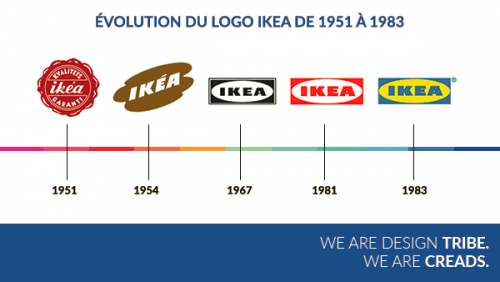 ÉVOLUTION DU LOGO IKEA DE 1951 À 1983
KVALITETS
ikéa
GARANTI
IKÉA
IKEA
IKEA
IKEA
®
1951
1954
1967
1981
1983
WE ARE DESIGN TRIBE.
WE ARE CREADS.